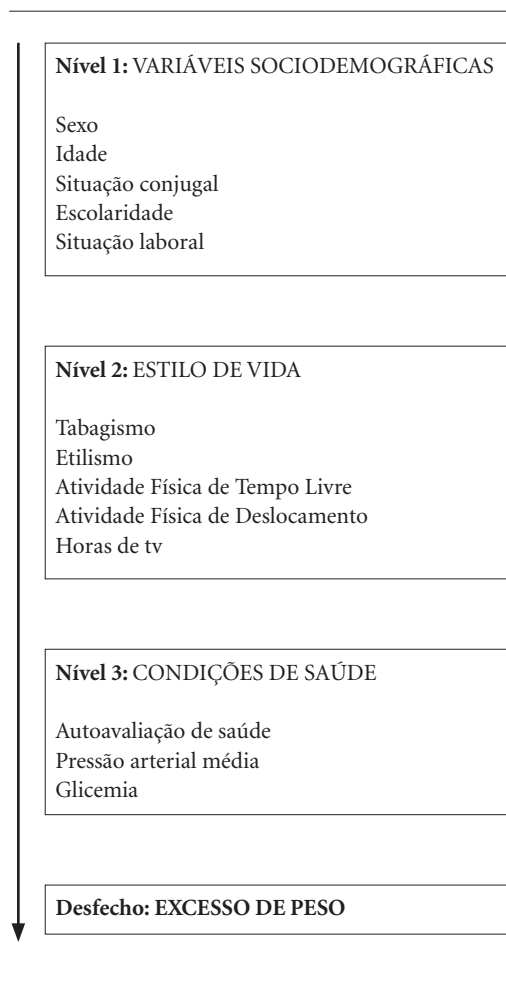 Nível 1: VARIÁVEIS SOCIODEMOGRÁFICAS
Sexo
Idade
Situação conjugal
Escolaridade
Situação laboral
Nível 2: ESTILO DE VIDA
Tabagismo
Etilismo
Atividade Física de Tempo Livre
Atividade Física de Deslocamento
Horas de tv
Nível 3: CONDIÇÕES DE SAÚDE
Autoavaliação de saúde
Pressão arterial média
Glicemia
Desfecho: EXCESSO DE PESO